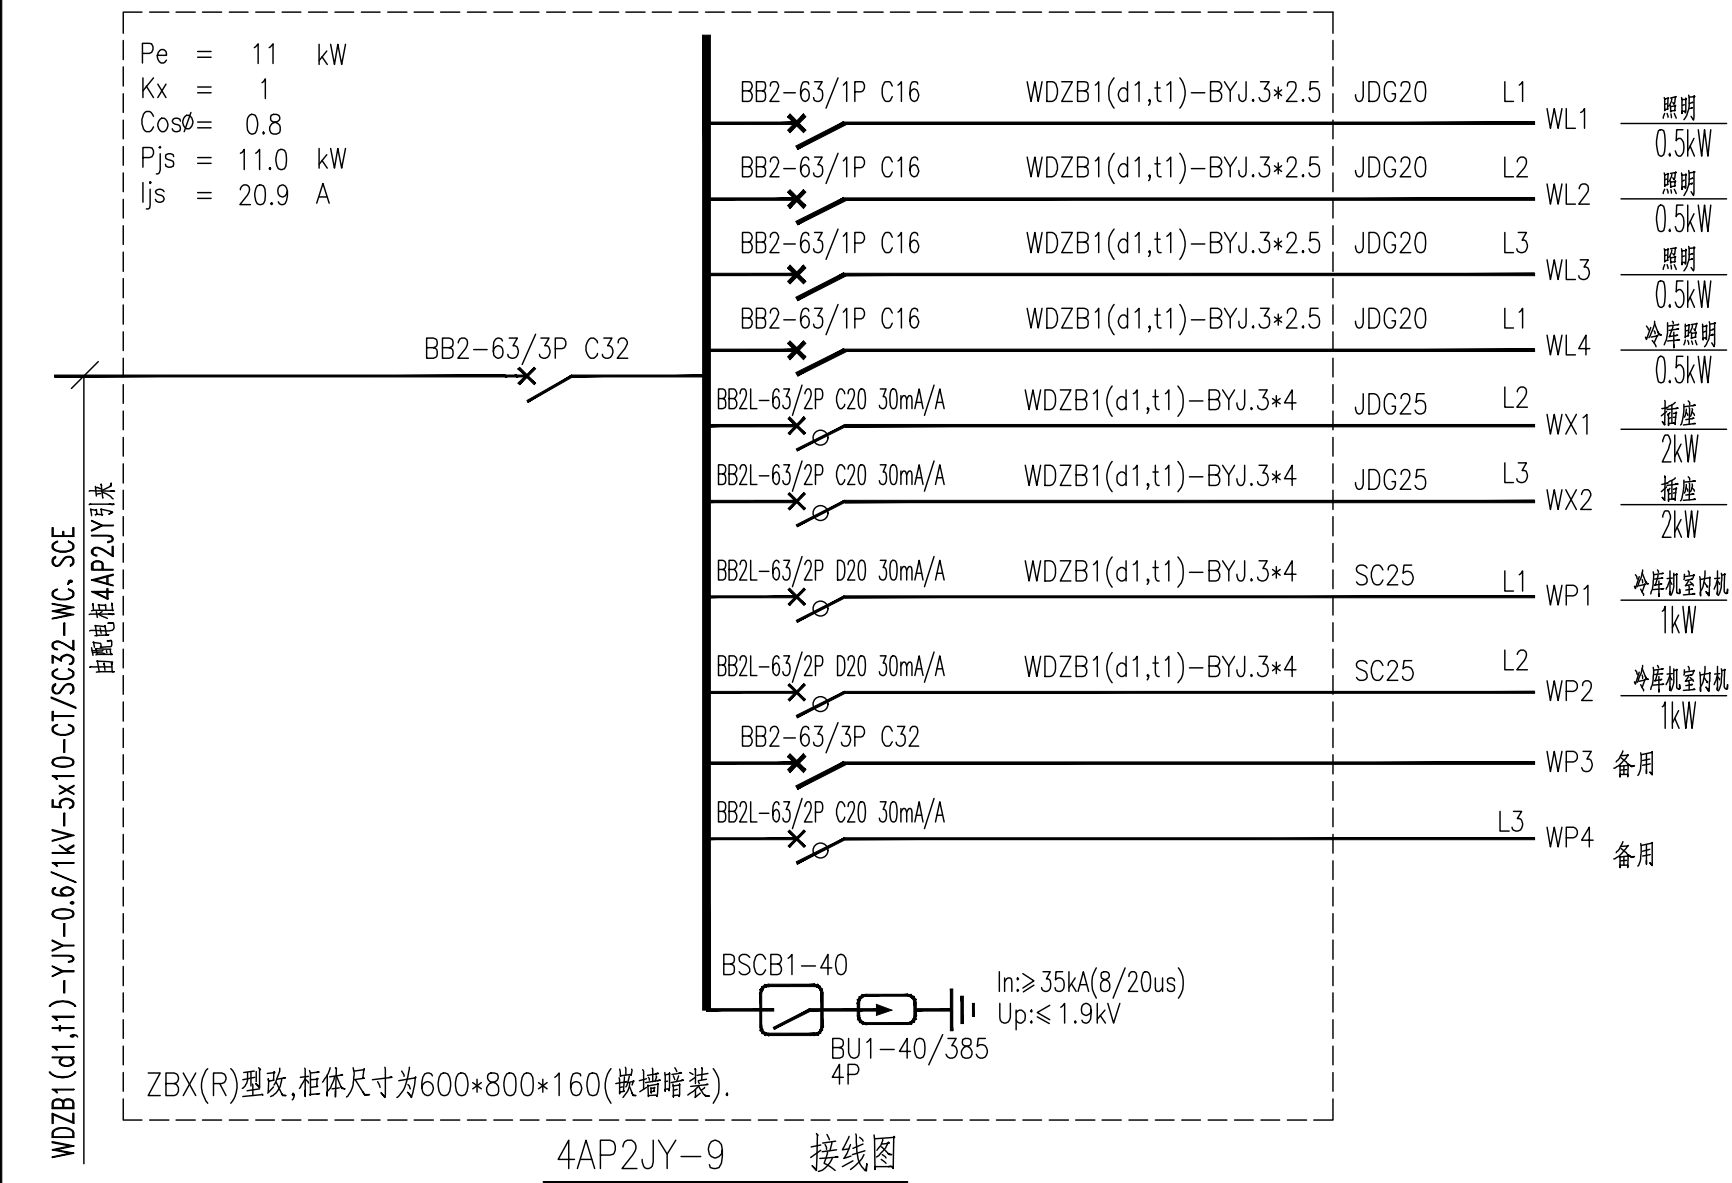 Pe = 11 kW
Kx = 1
CosØ= 0.8
Pjs = 11.0 kW
Ijs = 20.9 A
BB2-63/3P C32
WDZB1(d1,t1)-YJY-0.6/1kV-5x10-CT/SC32-WC、SCE
由配电柜4AP2JY引来
BB2-63/1P C16 WDZB1(d1,t1)-BYJ.3*2.5 JDG20 L1 WL1 照明 0.5kW
BB2-63/1P C16 WDZB1(d1,t1)-BYJ.3*2.5 JDG20 L2 WL2 照明 0.5kW
BB2-63/1P C16 WDZB1(d1,t1)-BYJ.3*2.5 JDG20 L3 WL3 照明 0.5kW
BB2-63/1P C16 WDZB1(d1,t1)-BYJ.3*2.5 JDG20 L1 WL4 冷库照明 0.5kW
BB2L-63/2P C20 30mA/A WDZB1(d1,t1)-BYJ.3*4 JDG25 L2 WX1 插座 2kW
BB2L-63/2P C20 30mA/A WDZB1(d1,t1)-BYJ.3*4 JDG25 L3 WX2 插座 2kW
BB2L-63/2P D20 30mA/A WDZB1(d1,t1)-BYJ.3*4 SC25 L1 WP1 冷库机室内机 1kW
BB2L-63/2P D20 30mA/A WDZB1(d1,t1)-BYJ.3*4 SC25 L2 WP2 冷库机室内机 1kW
BB2-63/3P C32 WP3 备用
BB2L-63/2P C20 30mA/A L3 WP4 备用
BSCB1-40
In:≥35kA(8/20us)
Up:≤1.9kV
BU1-40/385
4P
ZBX(R)型改,柜体尺寸为600*800*160(嵌墙暗装).
4AP2JY-9 接线图